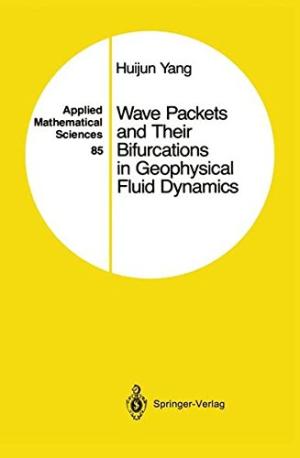 Huijun Yang
Applied
Mathematical
Sciences
85
Wave Packets
and Their
Bifurcations
in Geophysical
Fluid Dynamics
Springer-Verlag